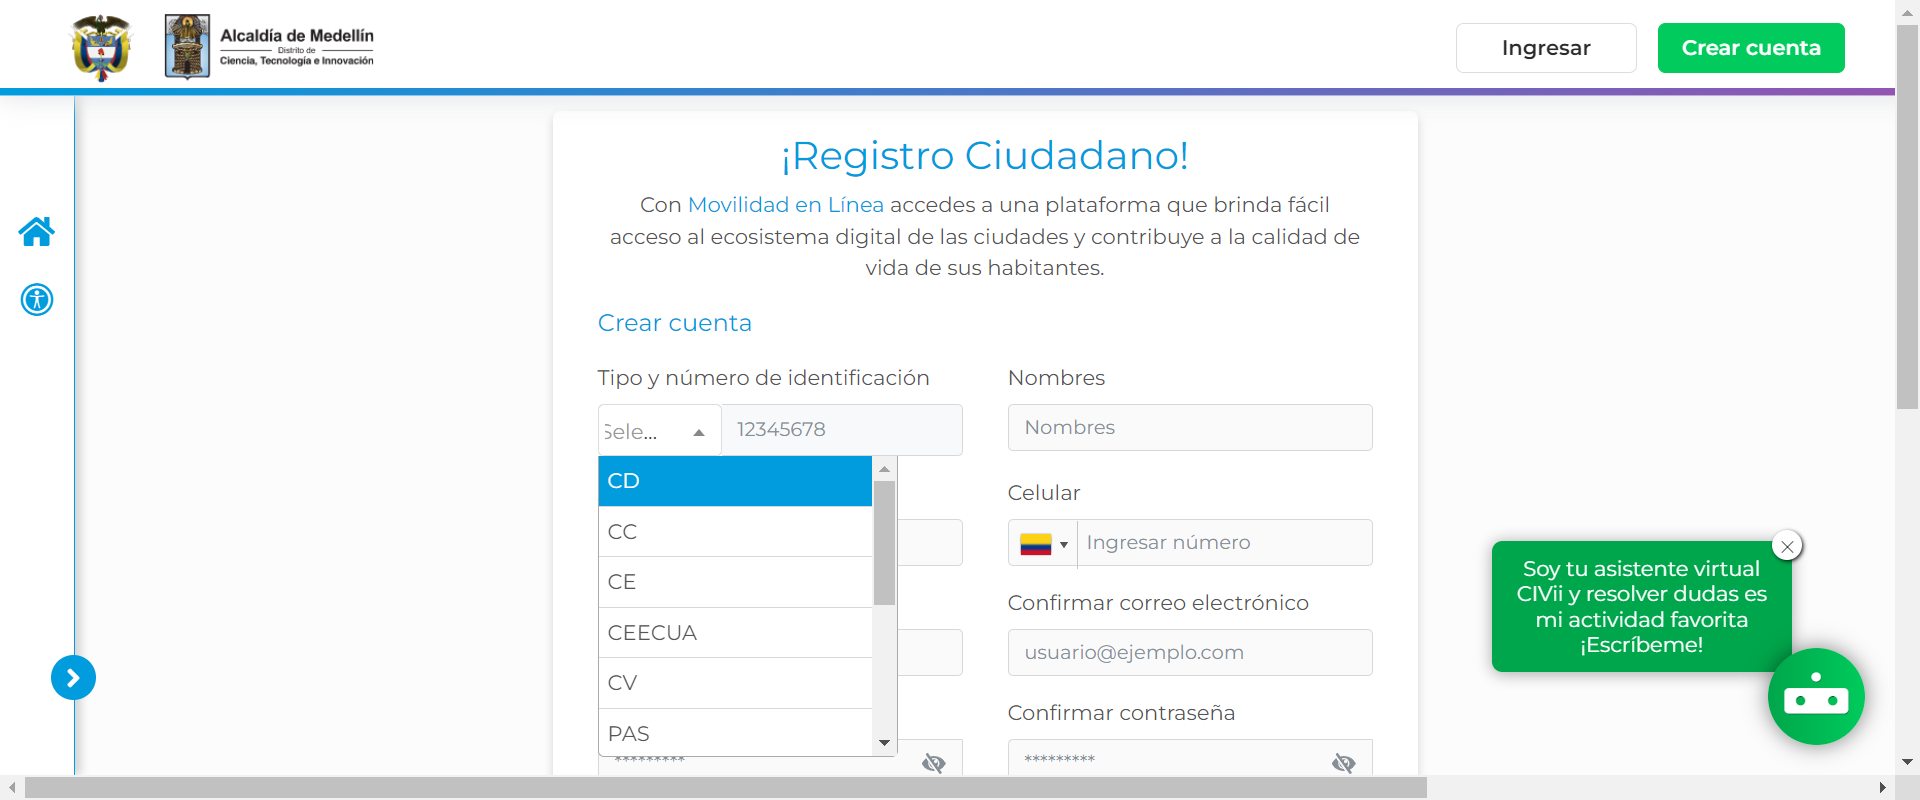 Alcaldía de Medellín
Distrito de
Ciencia, Tecnología e Innovación
Ingresar
Crear cuenta
¡Registro Ciudadano!
Con Movilidad en Línea accedes a una plataforma que brinda fácil
acceso al ecosistema digital de las ciudades y contribuye a la calidad de
vida de sus habitantes.
Crear cuenta
Tipo y número de identificación
Nombres
Sele...
12345678
Nombres
CD
CC
CE
CEECUA
CV
PAS
Celular
Ingresar número
Confirmar correo electrónico
usuario@ejemplo.com
Confirmar contraseña
*********
*********
Soy tu asistente virtual
CIVii y resolver dudas es
mi actividad favorita
¡Escríbeme!